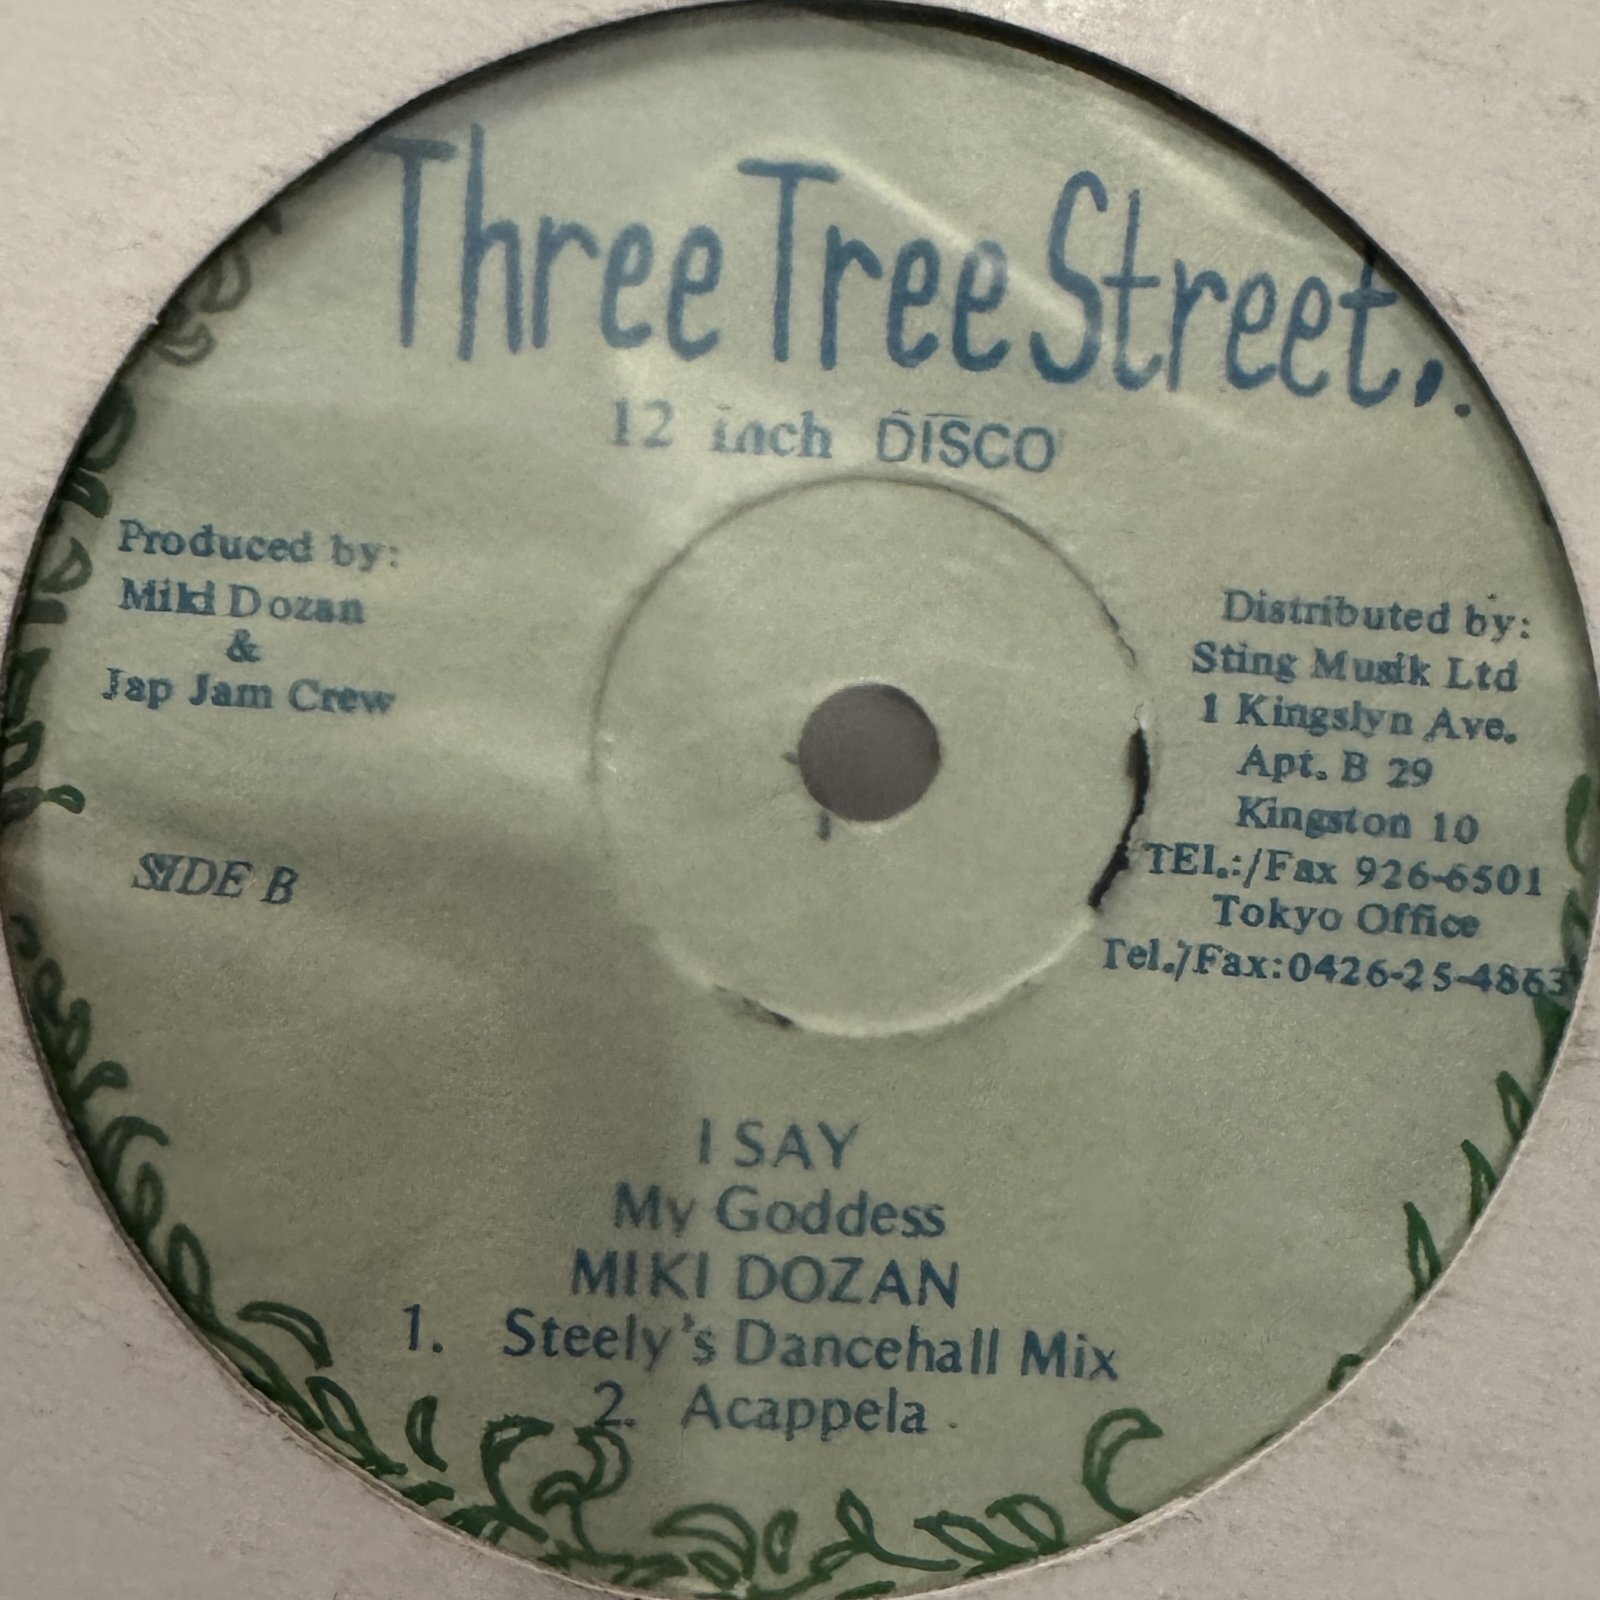 Three Tree Street..
12 inch DISCO
Produced by:
Miki Dozan
&
Jap Jam Crew
SIDE B
Distributed by:
Sting Musik Ltd
1 Kingslyn Ave.
Apt. B 29
Kingston 10
TEl.:/Fax 926-6501
Tokyo Office
Tel./Fax:0426-25-4863
I SAY
My Goddess
MIKI DOZAN
1. Steely's Dancehall Mix
2. Acappela